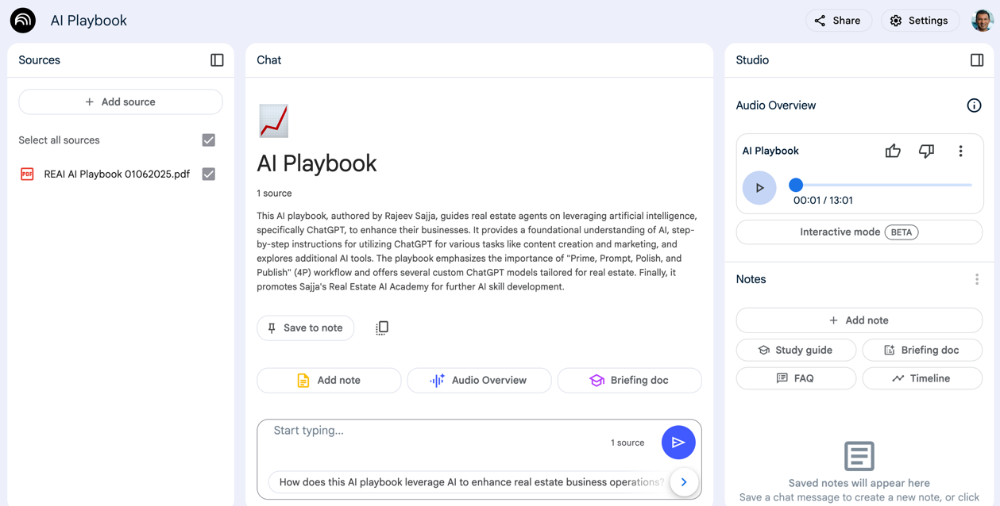 AI Playbook
Share
Settings
Sources
Add source
Select all sources
PDF
REAI AI Playbook 01062025.pdf
Chat
AI Playbook
1 source
This AI playbook, authored by Rajeev Sajja, guides real estate agents on leveraging artificial intelligence,
specifically ChatGPT, to enhance their businesses. It provides a foundational understanding of AI, step-
by-step instructions for utilizing ChatGPT for various tasks like content creation and marketing, and
explores additional AI tools. The playbook emphasizes the importance of "Prime, Prompt, Polish, and
Publish" (4P) workflow and offers several custom ChatGPT models tailored for real estate. Finally, it
promotes Sajja's Real Estate AI Academy for further AI skill development.
Save to note
Add note
Audio Overview
Briefing doc
Start typing...
1 source
How does this AI playbook leverage AI to enhance real estate business operations?
Studio
Audio Overview
AI Playbook
00:01 / 13:01
Interactive mode BETA
Notes
Add note
Study guide
Briefing doc
FAQ
Timeline
Saved notes will appear here
Save a chat message to create a new note, or click